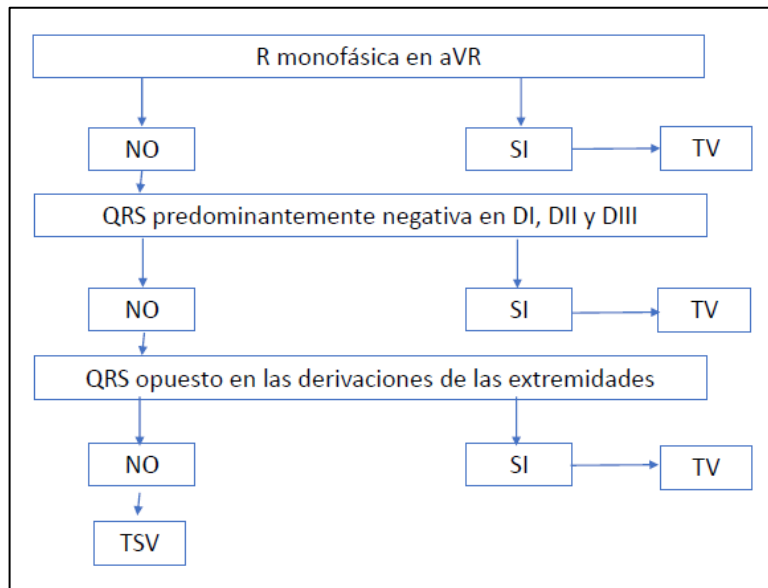 R monofásica en aVR
NO
SI
TV
QRS predominantemente negativa en DI, DII y DIII
NO
SI
TV
QRS opuesto en las derivaciones de las extremidades
NO
SI
TV
TSV